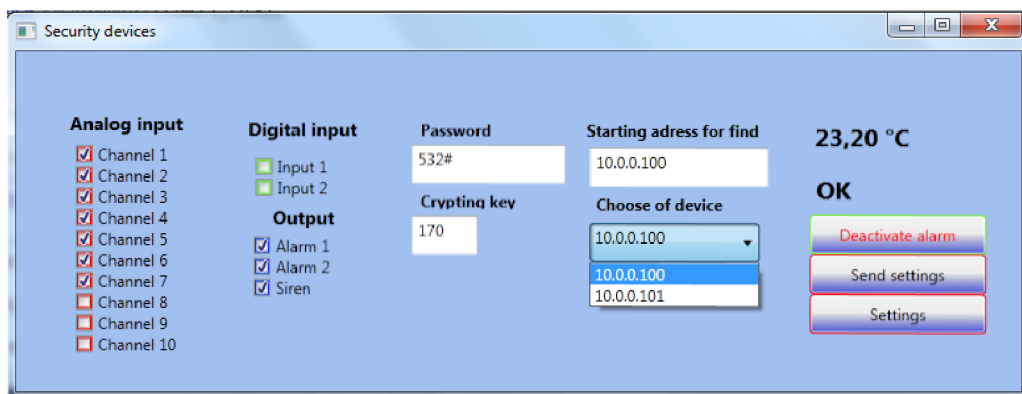 Security devices
Analog input
Channel 1
Channel 2
Channel 3
Channel 4
Channel 5
Channel 6
Channel 7
Channel 8
Channel 9
Channel 10
Digital input
Input 1
Input 2
Output
Alarm 1
Alarm 2
Siren
Password
532#
Crypting key
170
Starting adress for find
10.0.0.100
Choose of device
10.0.0.100
10.0.0.100
10.0.0.101
23,20 °C
OK
Deactivate alarm
Send settings
Settings